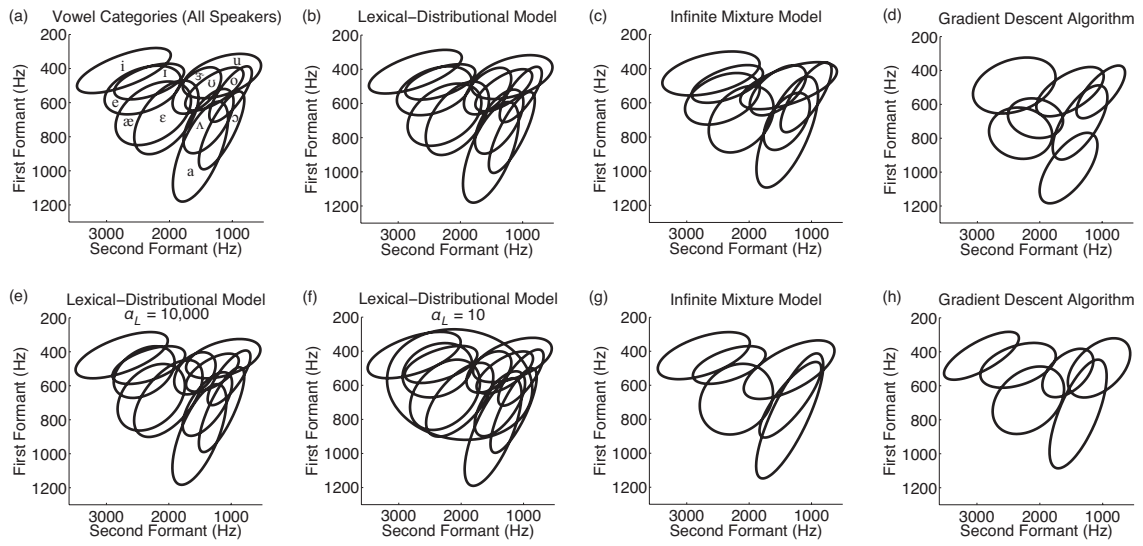 (a) Vowel Categories (All Speakers)
200
400
600
800
1000
1200
First Formant (Hz)
i
ɪ
e
æ
ɛ
ɝ
ʊ
u
o
ʌ
ɔ
a
3000 2000 1000
Second Formant (Hz)
(b) Lexical−Distributional Model
200
400
600
800
1000
1200
First Formant (Hz)
3000 2000 1000
Second Formant (Hz)
(c) Infinite Mixture Model
200
400
600
800
1000
1200
First Formant (Hz)
3000 2000 1000
Second Formant (Hz)
(d) Gradient Descent Algorithm
200
400
600
800
1000
1200
First Formant (Hz)
3000 2000 1000
Second Formant (Hz)
(e) Lexical−Distributional Model
α_L = 10,000
200
400
600
800
1000
1200
First Formant (Hz)
3000 2000 1000
Second Formant (Hz)
(f) Lexical−Distributional Model
α_L = 10
200
400
600
800
1000
1200
First Formant (Hz)
3000 2000 1000
Second Formant (Hz)
(g) Infinite Mixture Model
200
400
600
800
1000
1200
First Formant (Hz)
3000 2000 1000
Second Formant (Hz)
(h) Gradient Descent Algorithm
200
400
600
800
1000
1200
First Formant (Hz)
3000 2000 1000
Second Formant (Hz)